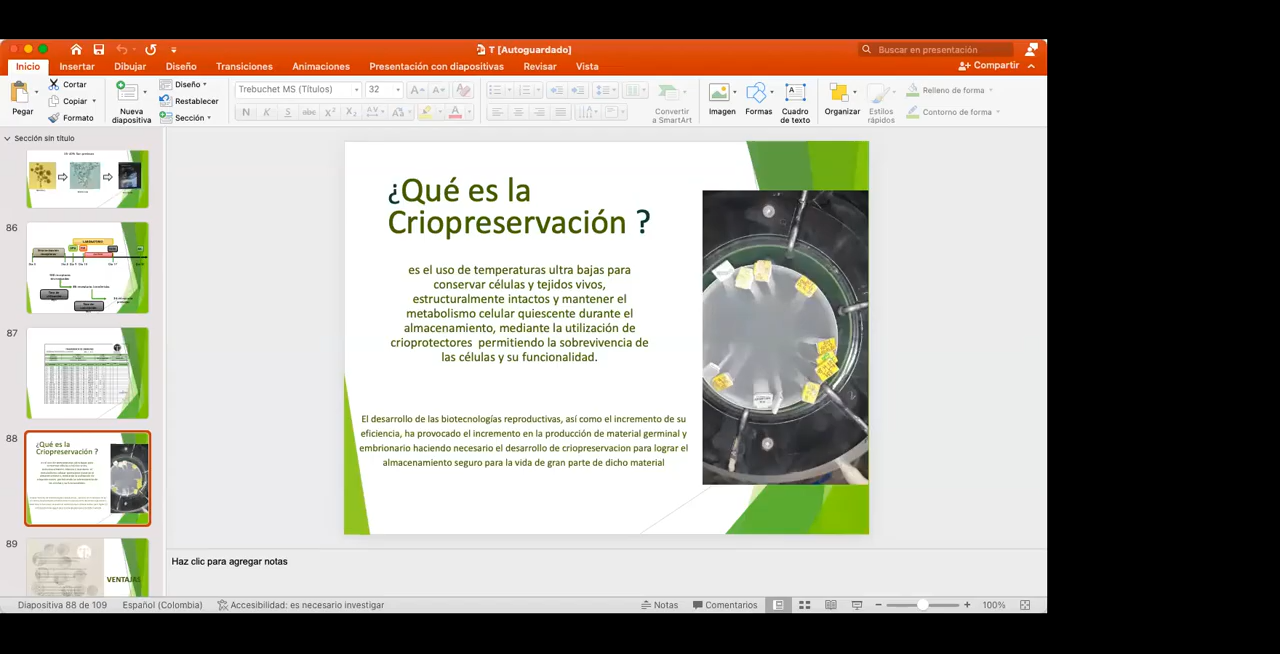 T [Autoguardado]
Buscar en presentación
Inicio
Insertar
Dibujar
Diseño
Transiciones
Animaciones
Presentación con diapositivas
Revisar
Vista
Compartir
Pegar
Cortar
Copiar
Formato
Nueva
diapositiva
Diseño
Restablecer
Sección
Trebuchet MS (Títulos)
32
Convertir
a SmartArt
Imagen
Formas
Cuadro
de texto
Organizar
Estilos
rápidos
Relleno de forma
Contorno de forma
Sección sin título
86
LABORATORIO
87
88
¿Qué es la
Criopreservación ?
89
VENTAJAS
¿Qué es la
Criopreservación ?
es el uso de temperaturas ultra bajas para
conservar células y tejidos vivos,
estructuralmente intactos y mantener el
metabolismo celular quiescente durante el
almacenamiento, mediante la utilización de
crioprotectores permitiendo la sobrevivencia de
las células y su funcionalidad.
El desarrollo de las biotecnologías reproductivas, así como el incremento de su
eficiencia, ha provocado el incremento en la producción de material germinal y
embrionario haciendo necesario el desarrollo de criopreservacion para lograr el
almacenamiento seguro para la vida de gran parte de dicho material
Haz clic para agregar notas
Diapositiva 88 de 109
Español (Colombia)
Accesibilidad: es necesario investigar
Notas
Comentarios
100%